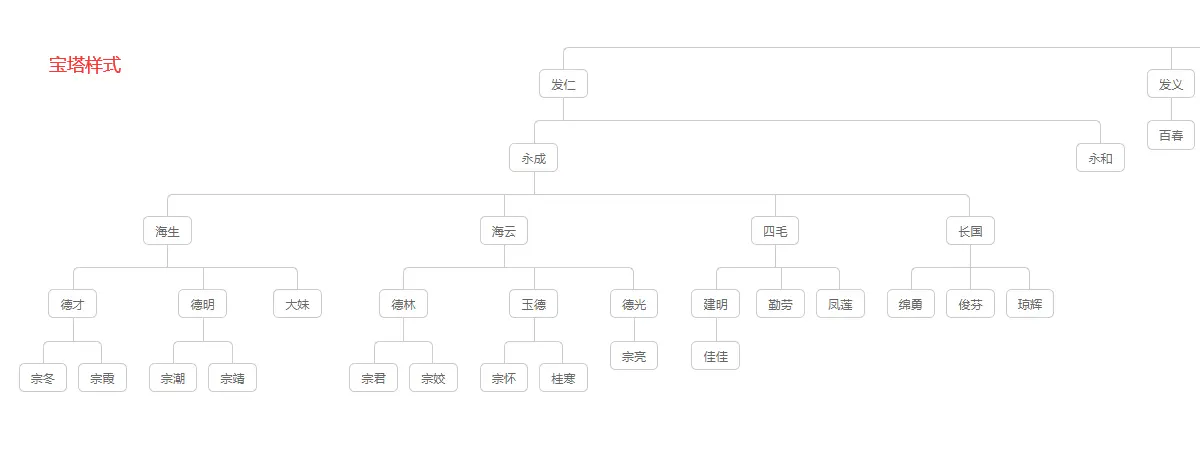 宝塔样式
发仁
发义
百春
永成
永和
海生
海云
四毛
长国
德才
德明
大妹
德林
玉德
德光
建明
勤劳
凤莲
绵勇
俊芬
琼辉
宗亮
佳佳
宗冬
宗霞
宗潮
宗靖
宗君
宗姣
宗怀
桂寒